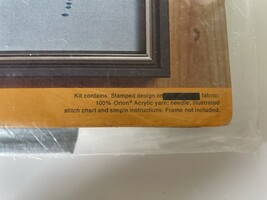 Kit contains: Stamped design on fabric;
100% Orlon® Acrylic yarn; needle; illustrated
stitch chart and simple instructions. Frame not included.